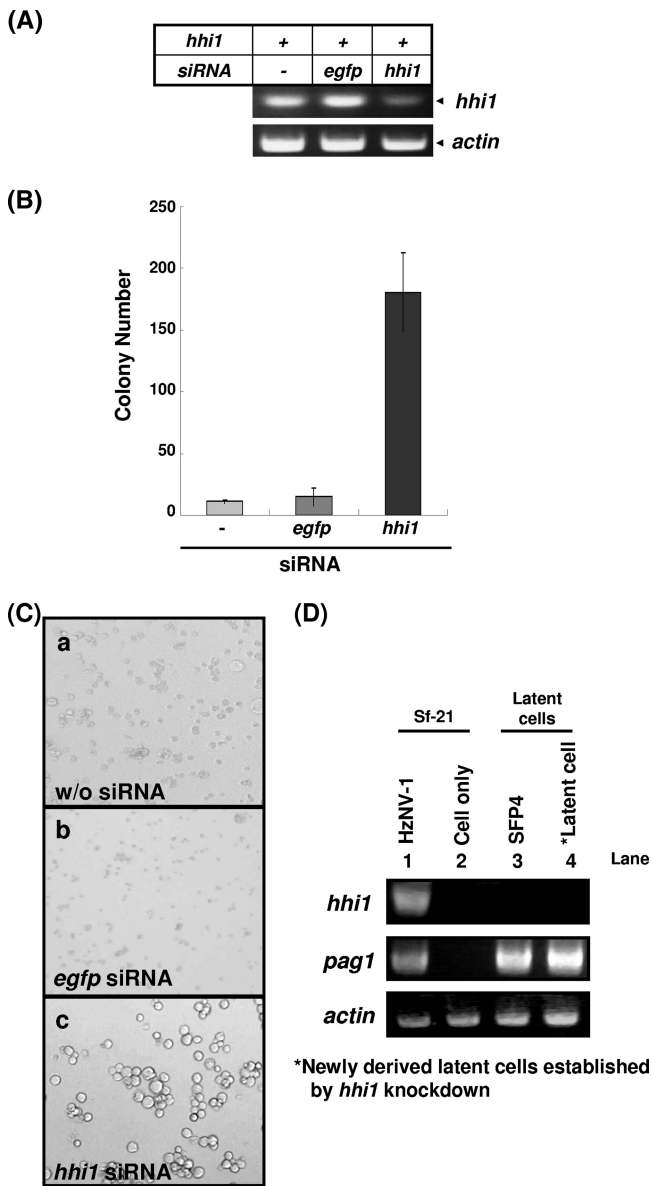 (A)
hhi1 + + +
siRNA - egfp hhi1
hhi1
actin
(B)
250
200
150
100
50
0
Colony Number
- egfp hhi1
siRNA
(C)
a
w/o siRNA
b
egfp siRNA
c
hhi1 siRNA
(D)
Latent
cells
Sf-21
HzNV-1
Cell only
SFP4
*Latent cell
1 2 3 4 Lane
hhi1
pag1
actin
*Newly derived latent cells established
by hhi1 knockdown